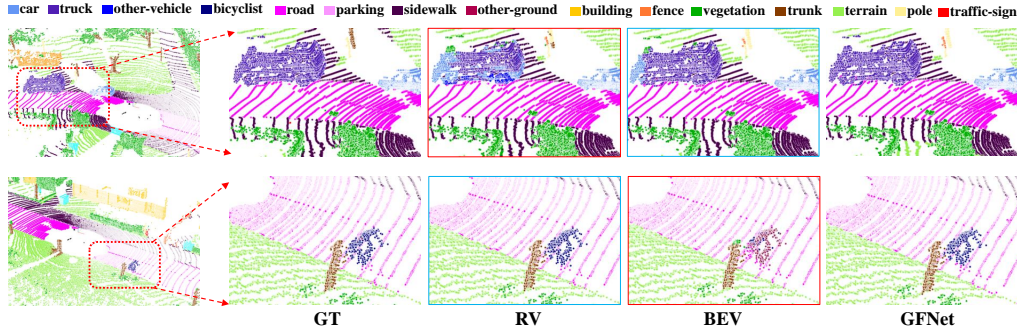 car truck other-vehicle bicyclist road parking sidewalk other-ground building fence vegetation trunk terrain pole traffic-sign
GT RV BEV GFNet